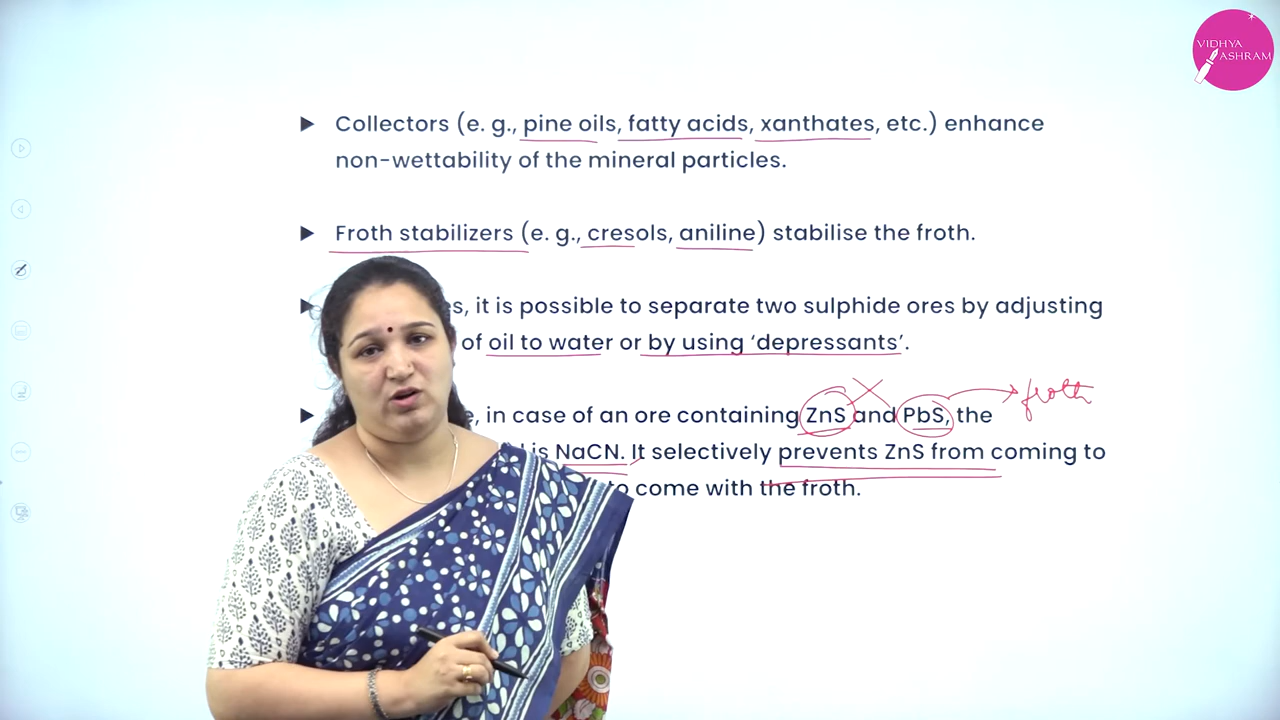 VIDHYA
ASHRAM
Collectors (e. g., pine oils, fatty acids, xanthates, etc.) enhance
non-wettability of the mineral particles.
Froth stabilizers (e. g., cresols, aniline) stabilise the froth.
it is possible to separate two sulphide ores by adjusting
of oil to water or by using ‘depressants’.
in case of an ore containing ZnS and PbS, the
froth
is NaCN. It selectively prevents ZnS from coming to
to come with the froth.